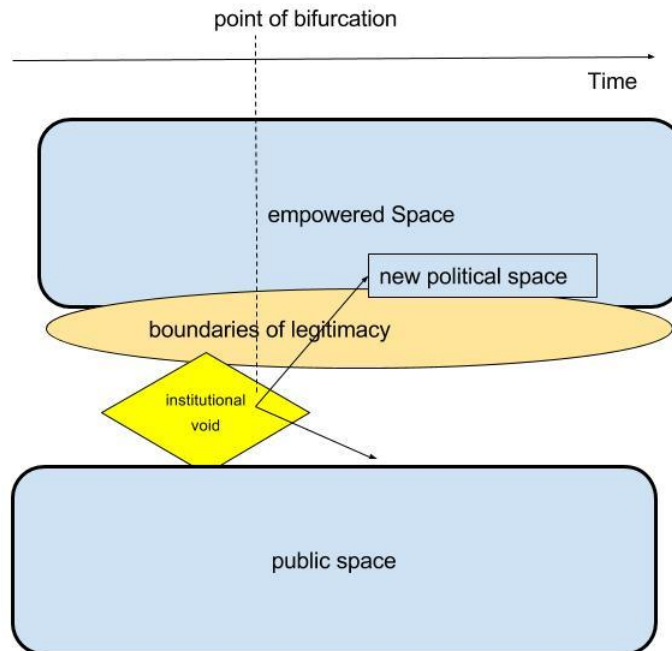 point of bifurcation
Time
empowered Space
new political space
boundaries of legitimacy
institutional
void
public space